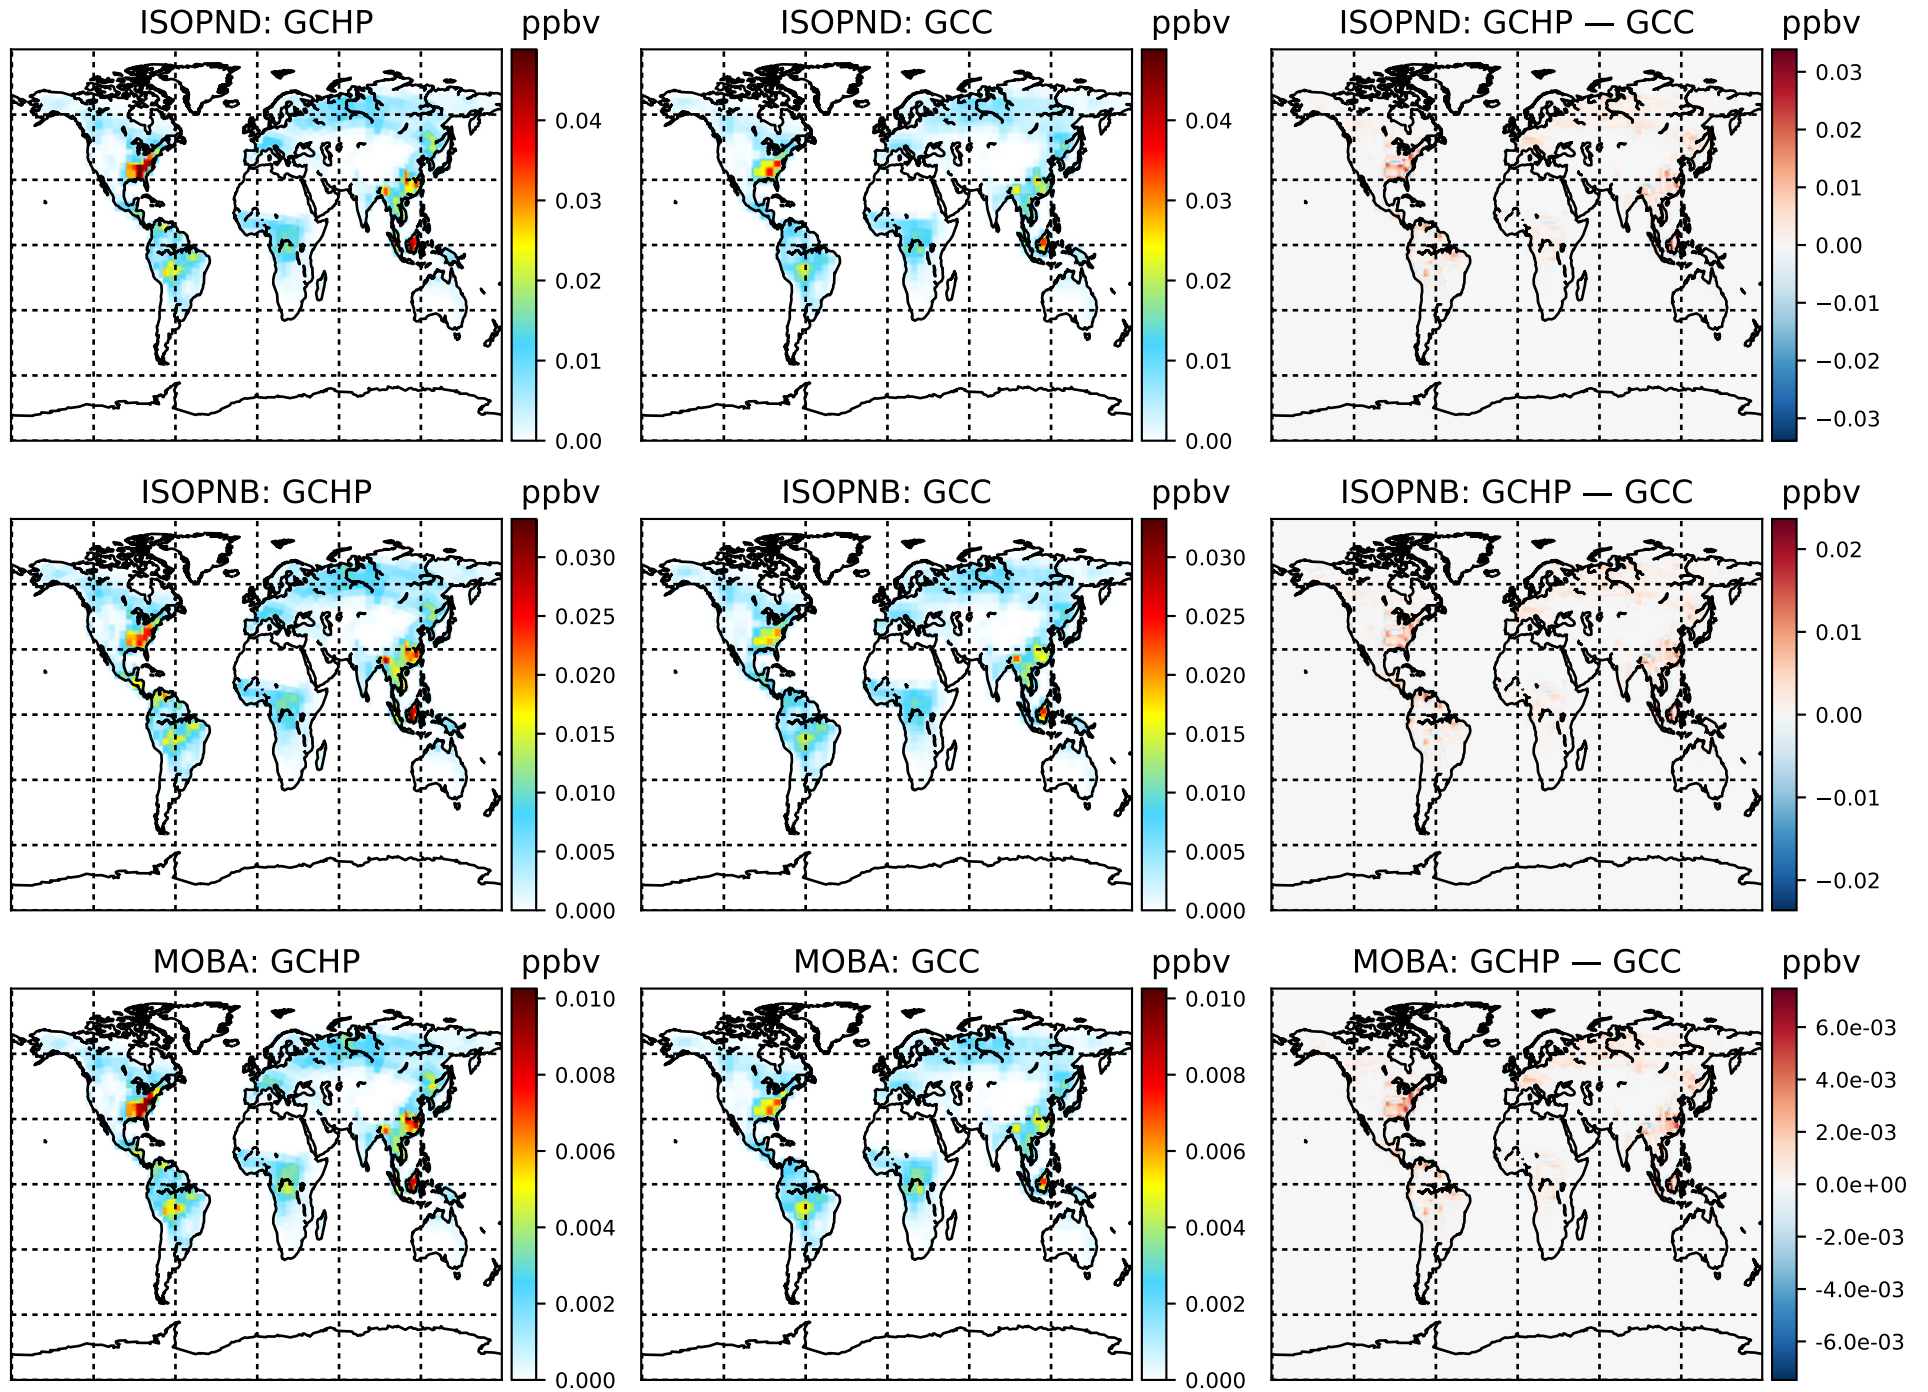 ISOPND: GCHP
ppbv
ISOPND: GCC
ppbv
ISOPND: GCHP — GCC
ppbv
0.04
0.03
0.02
0.01
0.00
0.04
0.03
0.02
0.01
0.00
0.03
0.02
0.01
0.00
−0.01
−0.02
−0.03
ISOPNB: GCHP
ppbv
ISOPNB: GCC
ppbv
ISOPNB: GCHP — GCC
ppbv
0.030
0.025
0.020
0.015
0.010
0.005
0.000
0.030
0.025
0.020
0.015
0.010
0.005
0.000
0.02
0.01
0.00
−0.01
−0.02
MOBA: GCHP
ppbv
MOBA: GCC
ppbv
MOBA: GCHP — GCC
ppbv
0.010
0.008
0.006
0.004
0.002
0.000
0.010
0.008
0.006
0.004
0.002
0.000
6.0e-03
4.0e-03
2.0e-03
0.0e+00
-2.0e-03
-4.0e-03
-6.0e-03